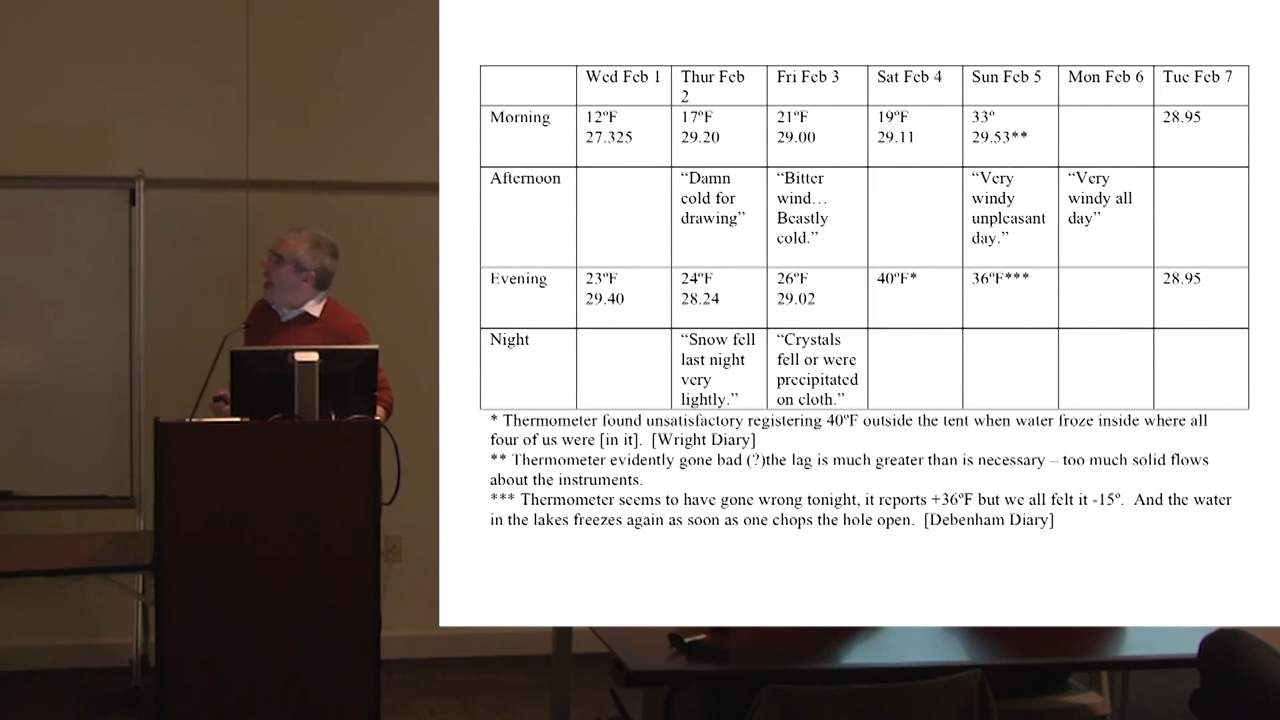 Wed Feb 1 Thur Feb Fri Feb 3 Sat Feb 4 Sun Feb 5 Mon Feb 6 Tue Feb 7
2
Morning 12ºF 17ºF 21ºF 19ºF 33º 28.95
27.325 29.20 29.00 29.11 29.53**
Afternoon “Damn “Bitter “Very “Very
cold for wind… windy windy all
drawing” Beastly unpleasant day”
cold.” day.”
Evening 23ºF 24ºF 26ºF 40ºF* 36ºF*** 28.95
29.40 28.24 29.02
Night “Snow fell “Crystals
last night fell or were
very precipitated
lightly.” on cloth.”
* Thermometer found unsatisfactory registering 40ºF outside the tent when water froze inside where all
four of us were [in it]. [Wright Diary]
** Thermometer evidently gone bad (?)the lag is much greater than is necessary – too much solid flows
about the instruments.
*** Thermometer seems to have gone wrong tonight, it reports +36ºF but we all felt it -15º. And the water
in the lakes freezes again as soon as one chops the hole open. [Debenham Diary]